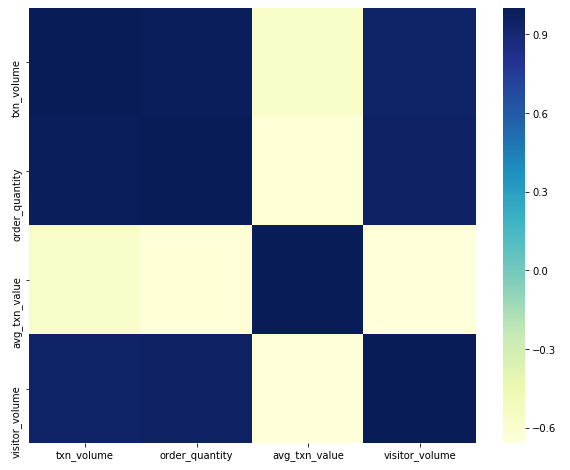 txn_volume
order_quantity
avg_txn_value
visitor_volume
txn_volume
order_quantity
avg_txn_value
visitor_volume
0.9
0.6
0.3
0.0
−0.3
−0.6